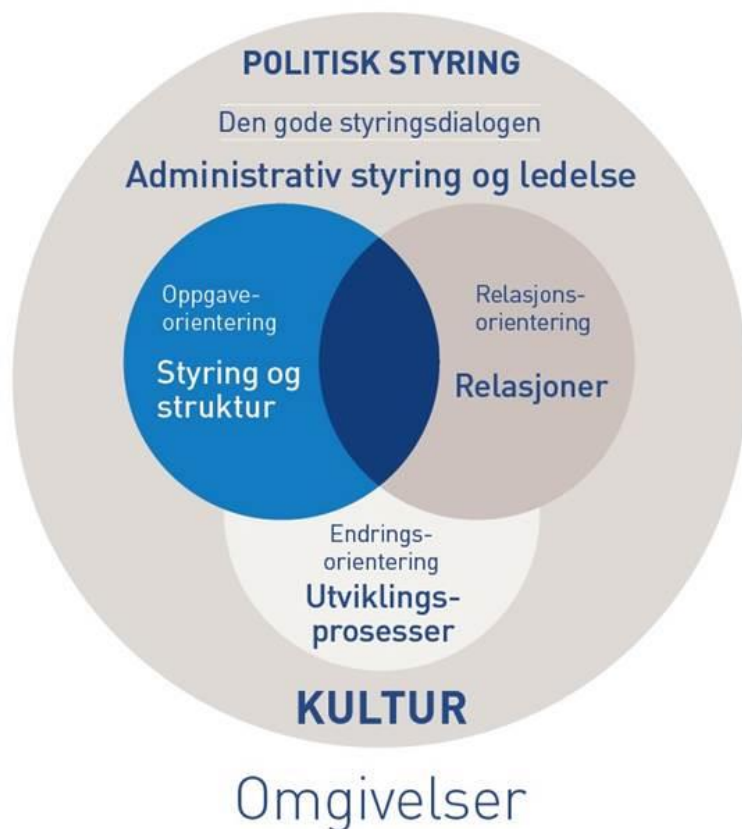 POLITISK STYRING
Den gode styringsdialogen
Administrativ styring og ledelse
Oppgave-
orientering
Styring og
struktur
Relasjons-
orientering
Relasjoner
Endrings-
orientering
Utviklings-
prosesser
KULTUR
Omgivelser